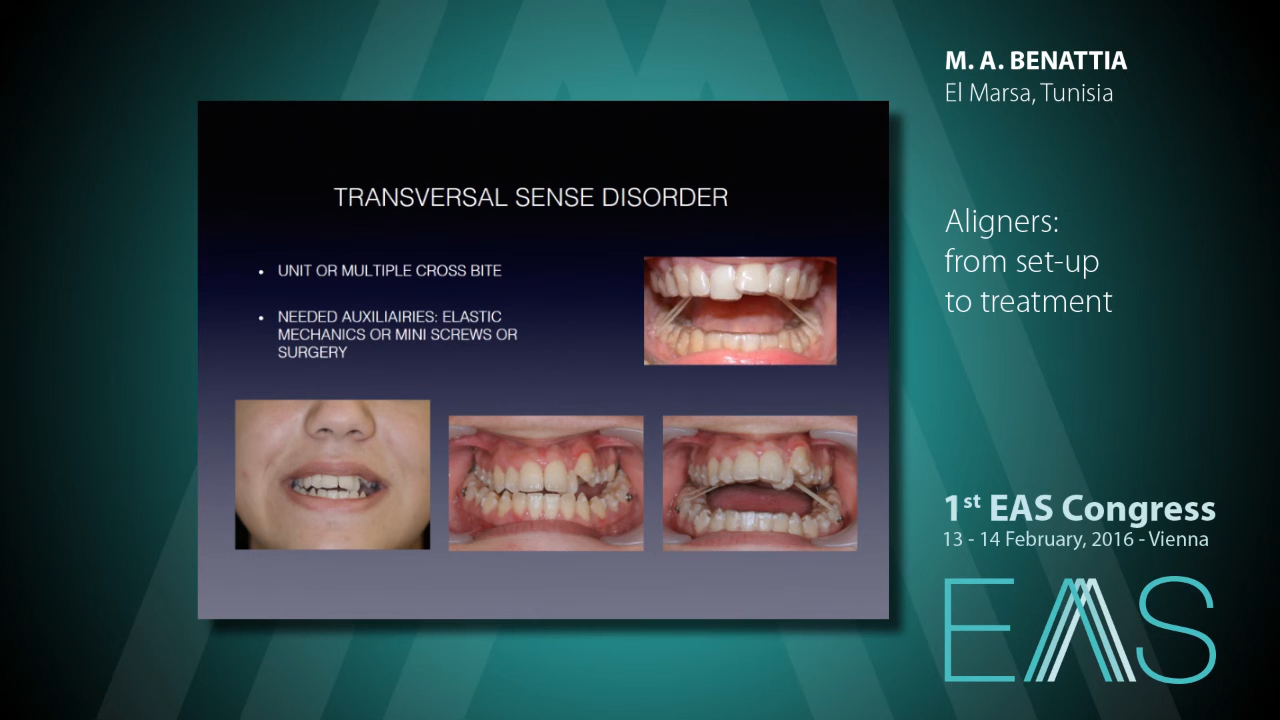 M. A. BENATTIA
El Marsa, Tunisia
TRANSVERSAL SENSE DISORDER
• UNIT OR MULTIPLE CROSS BITE
• NEEDED AUXILIAIRIES: ELASTIC
MECHANICS OR MINI SCREWS OR
SURGERY
Aligners:
from set-up
to treatment
1st EAS Congress
13 - 14 February, 2016 - Vienna
EAS